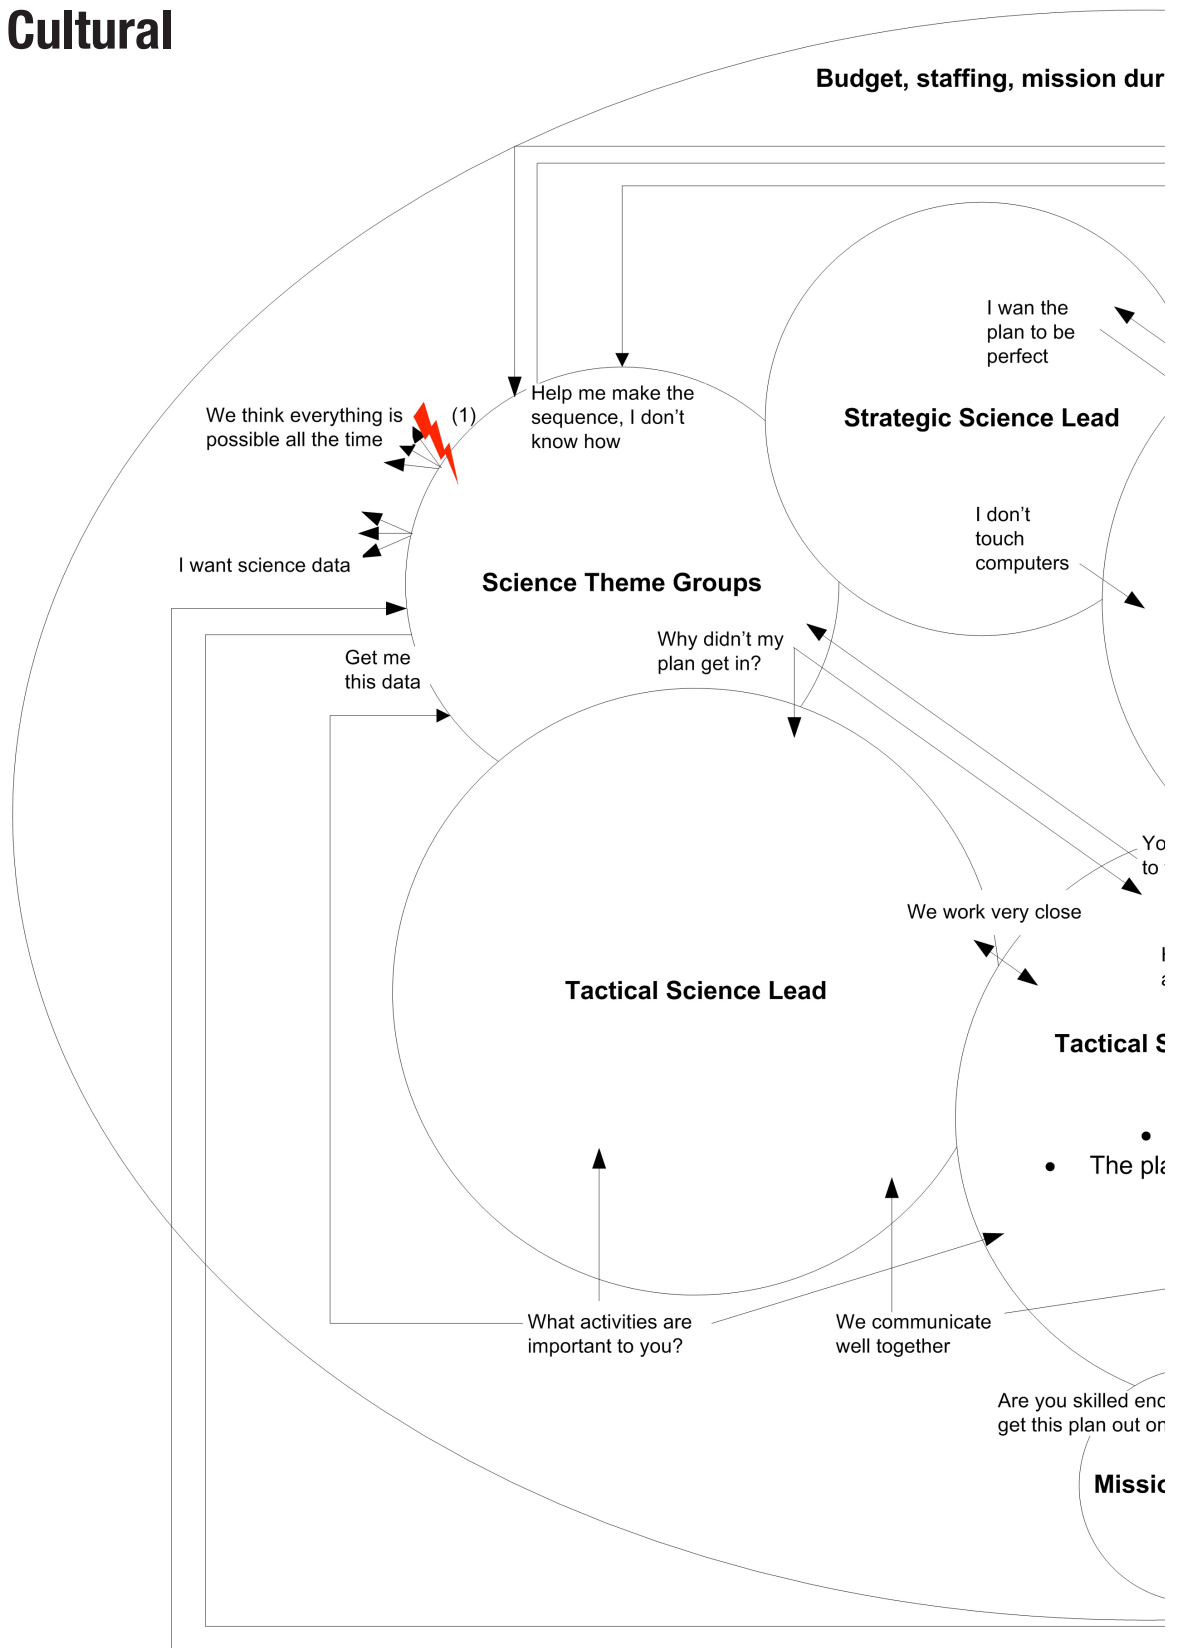 Cultural
Budget, staffing, mission dur
I wan the
plan to be
perfect
Help me make the
sequence, I don't
know how
We think everything is
possible all the time
(1)
Strategic Science Lead
I don't
touch
computers
I want science data
Science Theme Groups
Why didn't my
plan get in?
Get me
this data
Yo
to
We work very close
Tactical Science Lead
Tactical S
•
• The pla
What activities are
important to you?
We communicate
well together
Are you skilled eno
get this plan out on
Missio